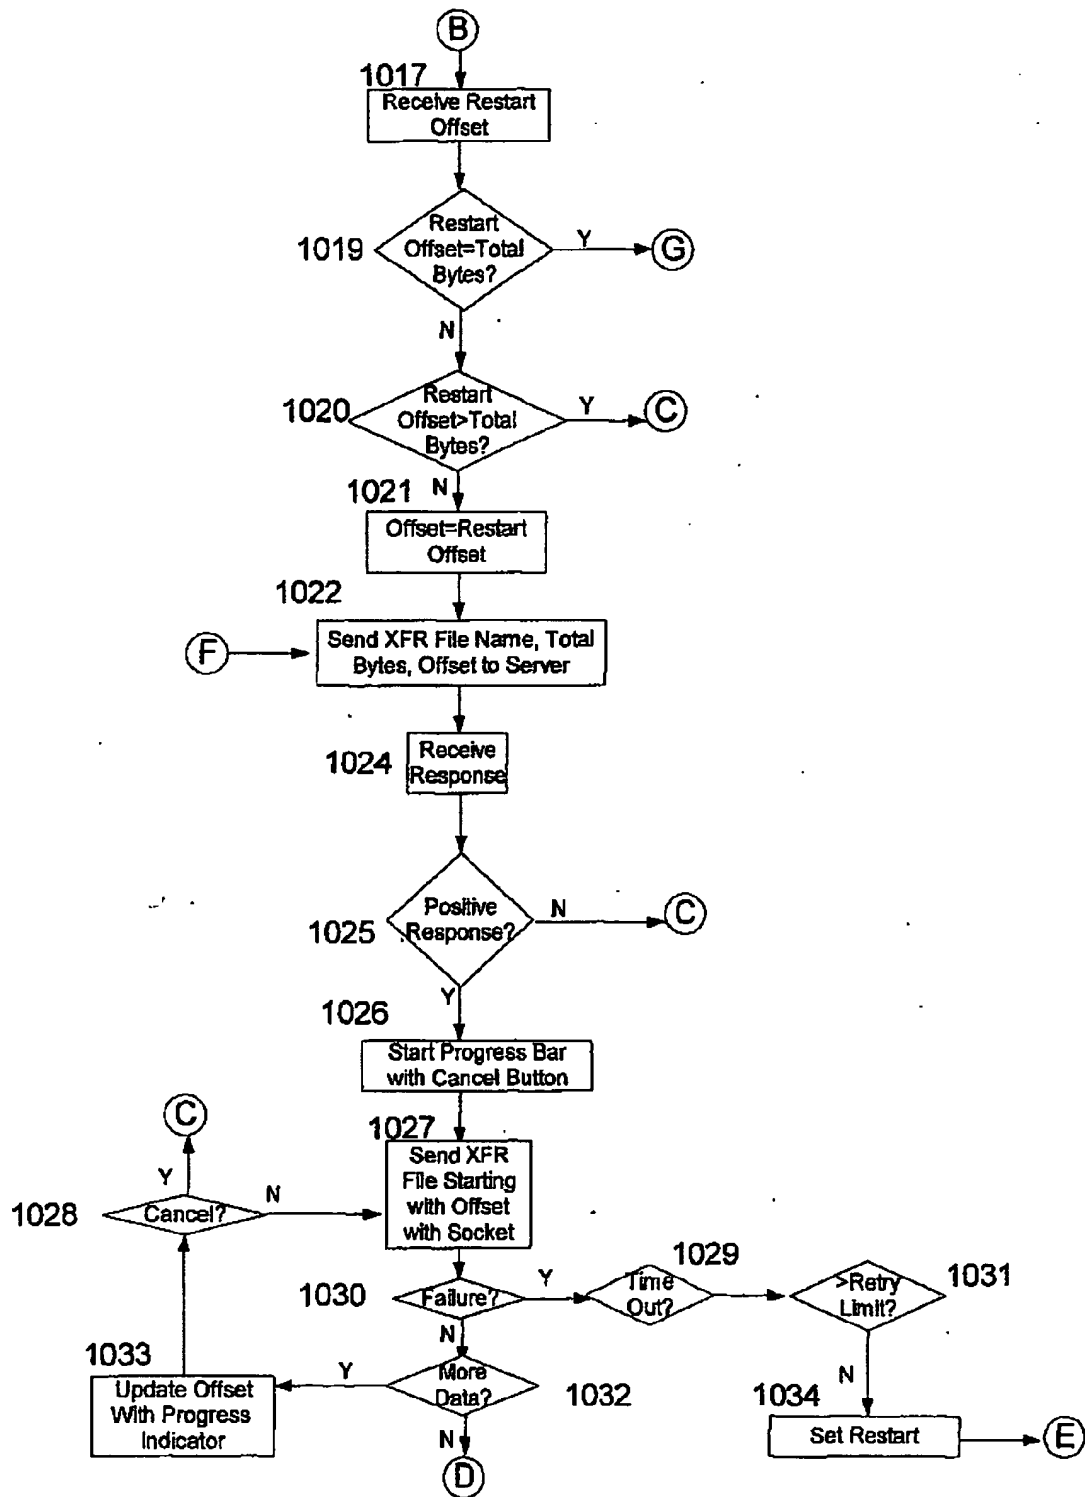 B
1017
Receive Restart
Offset
1019
Restart
Offset=Total
Bytes?
Y
G
N
1020
Restart
Offset>Total
Bytes?
Y
C
N
1021
Offset=Restart
Offset
1022
F
Send XFR File Name, Total
Bytes, Offset to Server
1024
Receive
Response
1025
Positive
Response?
N
C
Y
1026
Start Progress Bar
with Cancel Button
C
1027
Send XFR
File Starting
with Offset
with Socket
Y
1028
Cancel?
N
1029
1030
Failure?
Y
Time
Out?
>Retry
Limit?
1031
N
1033
Update Offset
With Progress
Indicator
Y
More
Data?
1032
N
1034
Set Restart
E
N
D